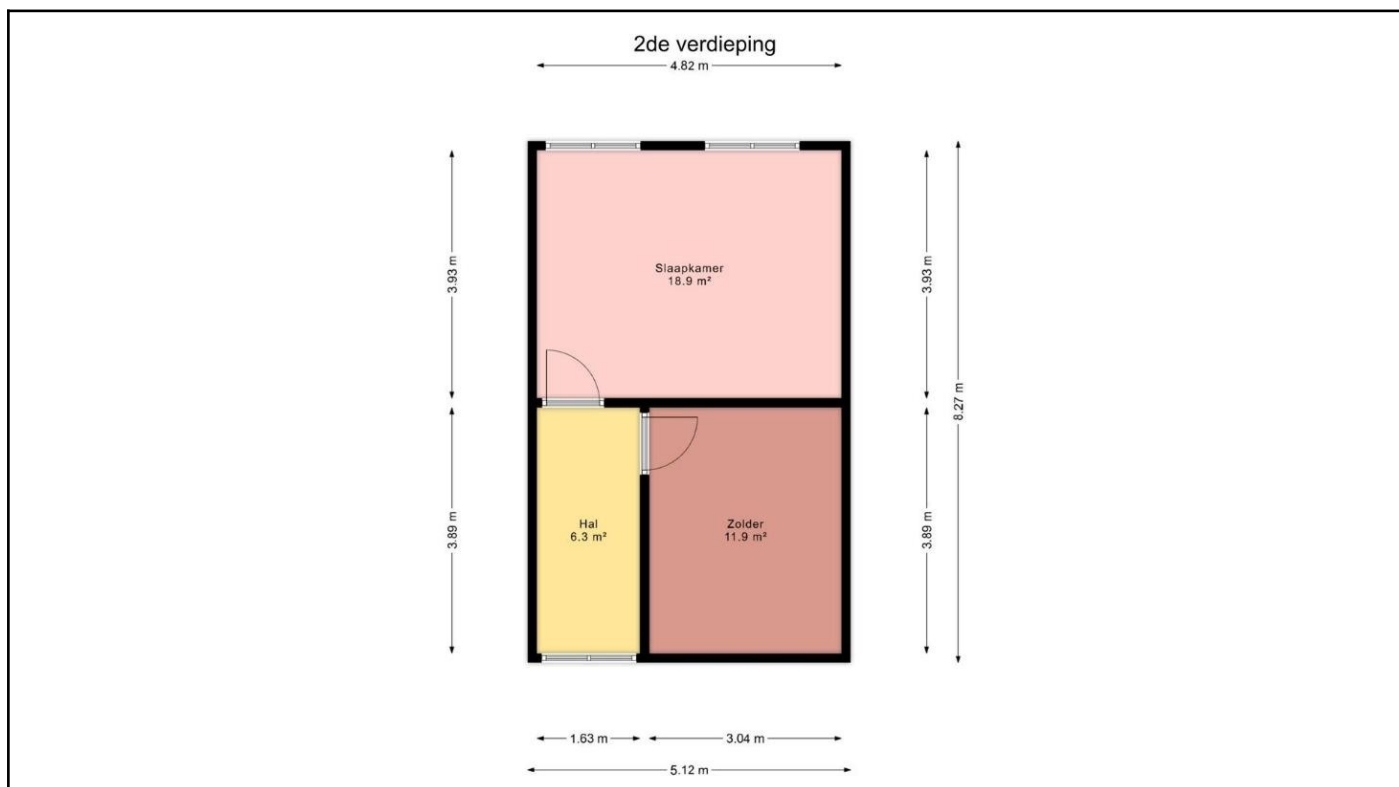 2de verdieping
4.82 m
3.93 m
3.93 m
8.27 m
Slaapkamer
18.9 m²
3.89 m
3.89 m
Hal
6.3 m²
Zolder
11.9 m²
1.63 m
3.04 m
5.12 m